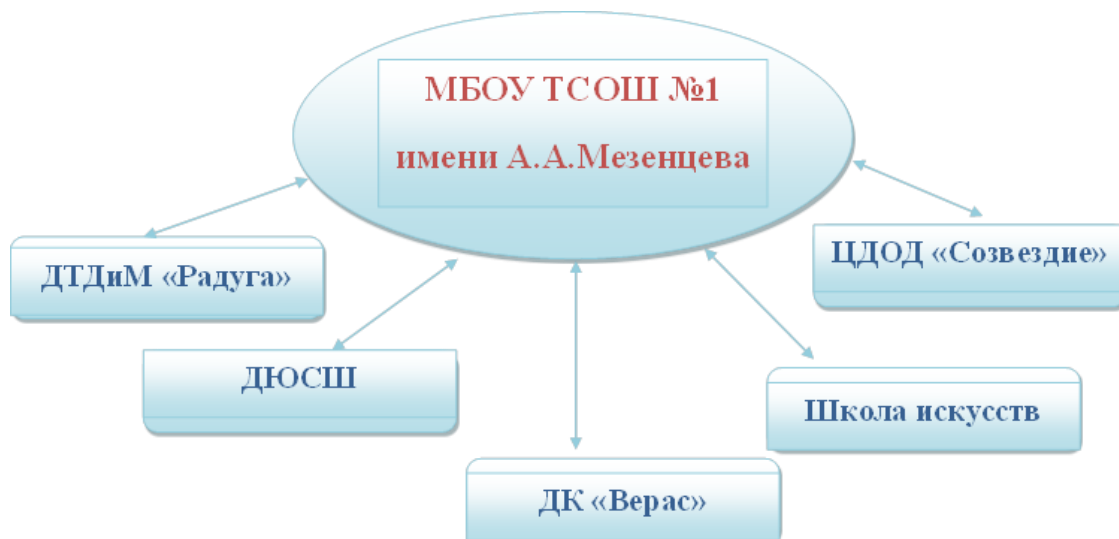 МБОУ ТСОШ №1
имени А.А.Мезенцева
ЦДОД «Созвездие»
ДТДиМ «Радуга»
ДЮСШ
Школа искусств
ДК «Верас»